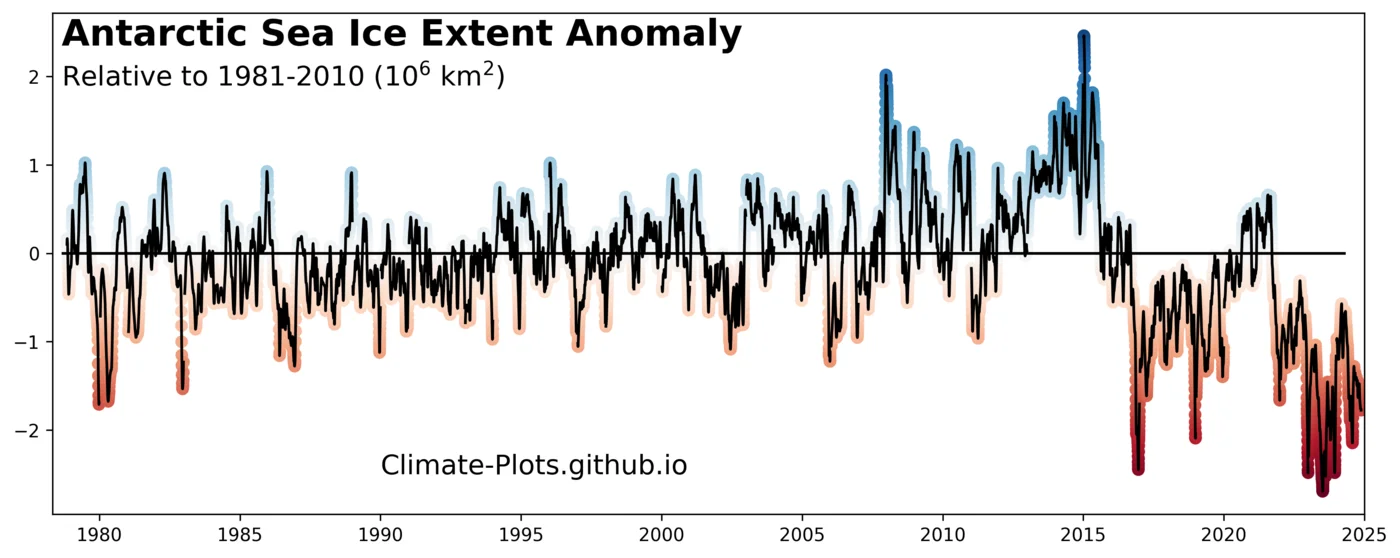 Antarctic Sea Ice Extent Anomaly
Relative to 1981-2010 (10⁶ km²)
2
1
0
−1
−2
Climate-Plots.github.io
1980 1985 1990 1995 2000 2005 2010 2015 2020 2025